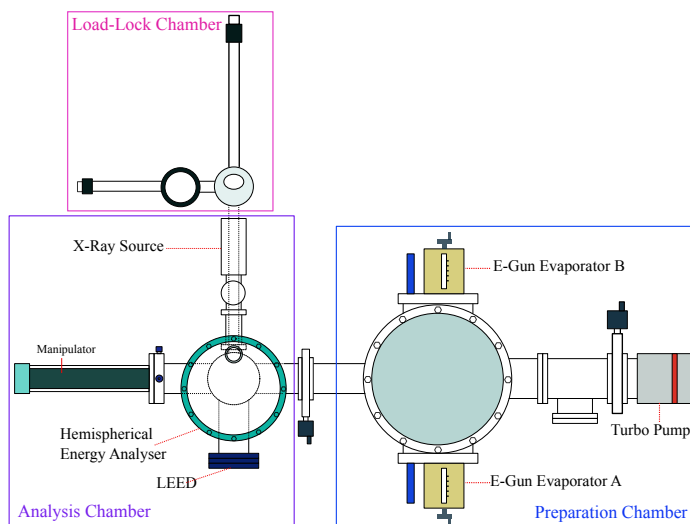 Load-Lock Chamber
X-Ray Source
E-Gun Evaporator B
Manipulator
Hemispherical
Energy Analyser
LEED
Turbo Pump
E-Gun Evaporator A
Analysis Chamber
Preparation Chamber